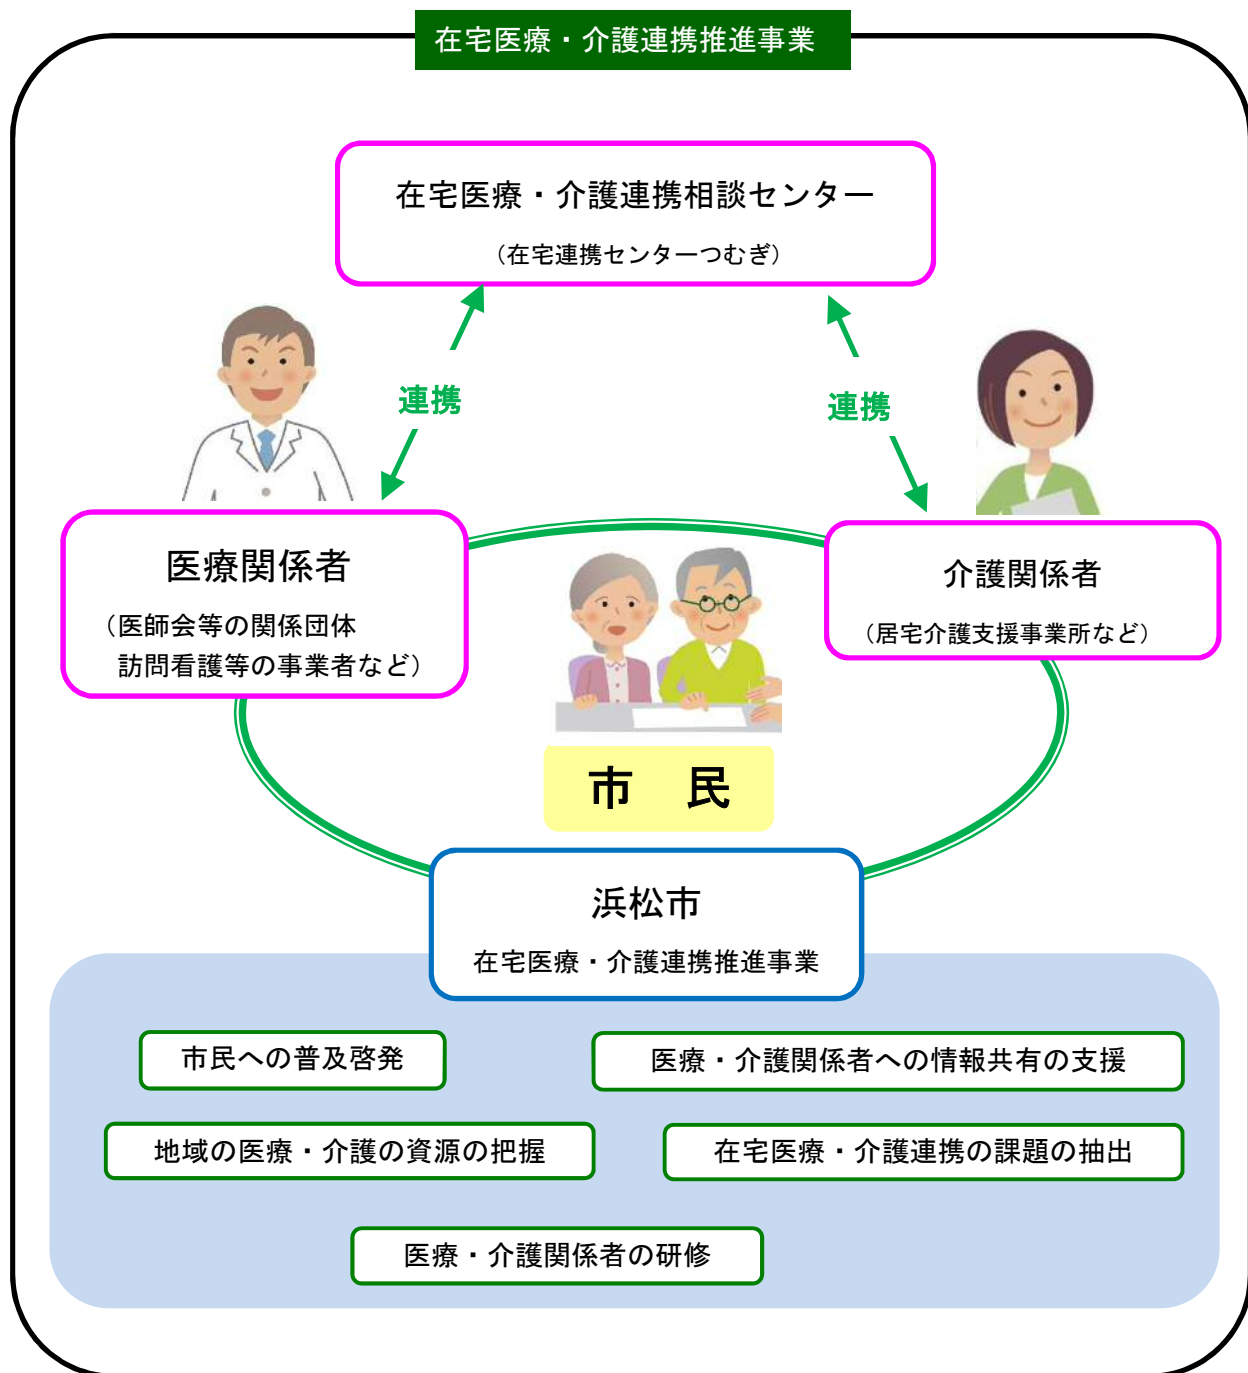 在宅医療・介護連携推進事業
在宅医療・介護連携相談センター
（在宅連携センターつむぎ）
連携
連携
医療関係者
（医師会等の関係団体
訪問看護等の事業者など）
介護関係者
（居宅介護支援事業所など）
市　民
浜松市
在宅医療・介護連携推進事業
市民への普及啓発
医療・介護関係者への情報共有の支援
地域の医療・介護の資源の把握
在宅医療・介護連携の課題の抽出
医療・介護関係者の研修